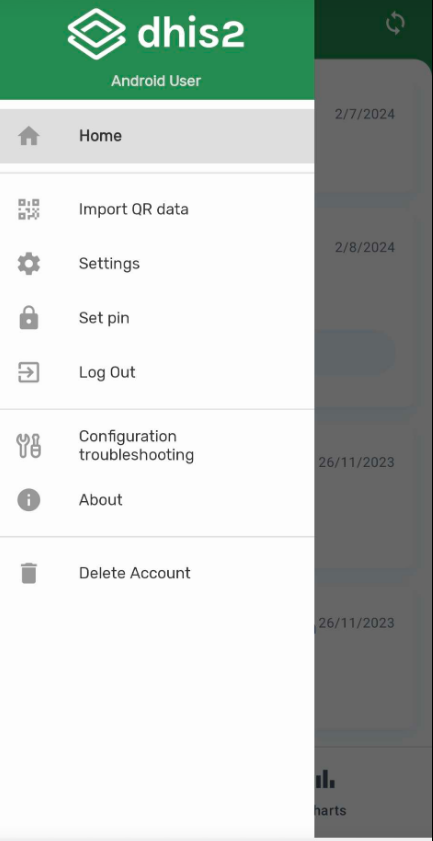 dhis2
Android User
Home
2/7/2024
Import QR data
2/8/2024
Settings
Set pin
Log Out
Configuration
troubleshooting
26/11/2023
About
Delete Account
26/11/2023
harts